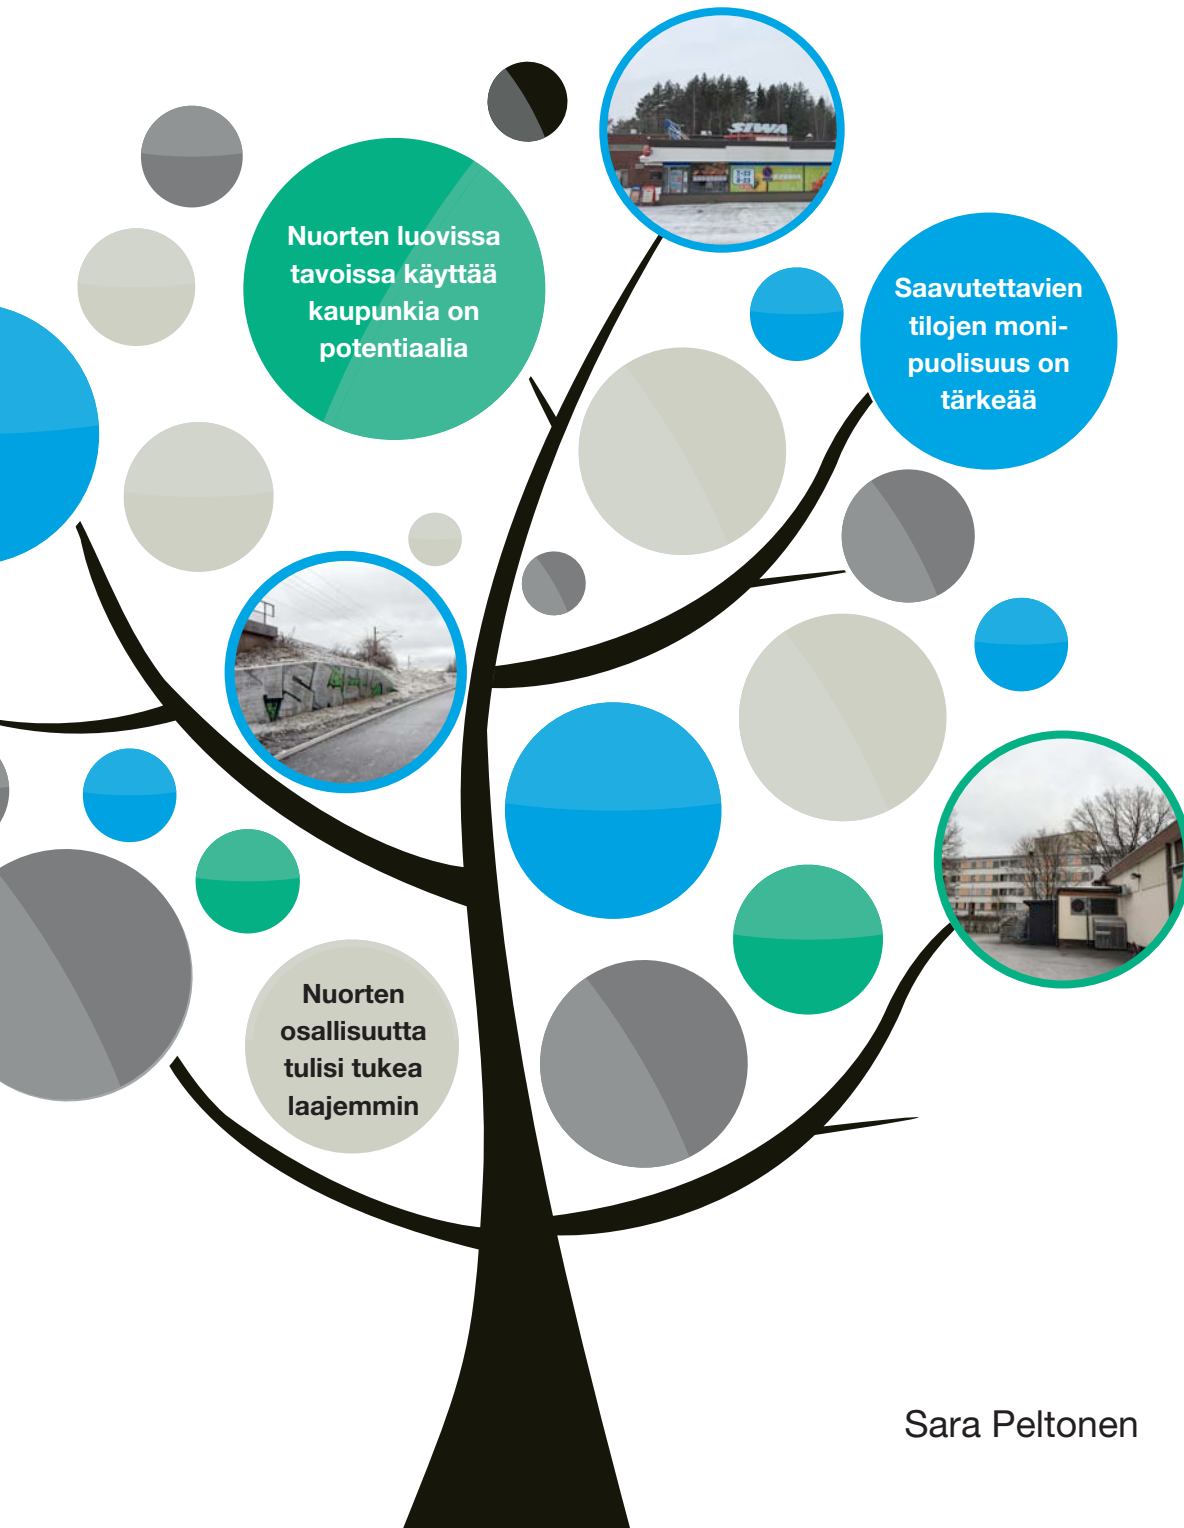 SIWA
Nuorten luovissa
tavoissa käyttää
kaupunkia on
potentiaalia
Saavutettavien
tilojen moni-
puolisuus on
tärkeää
Nuorten
osallisuutta
tulisi tukea
laajemmin
Sara Peltonen